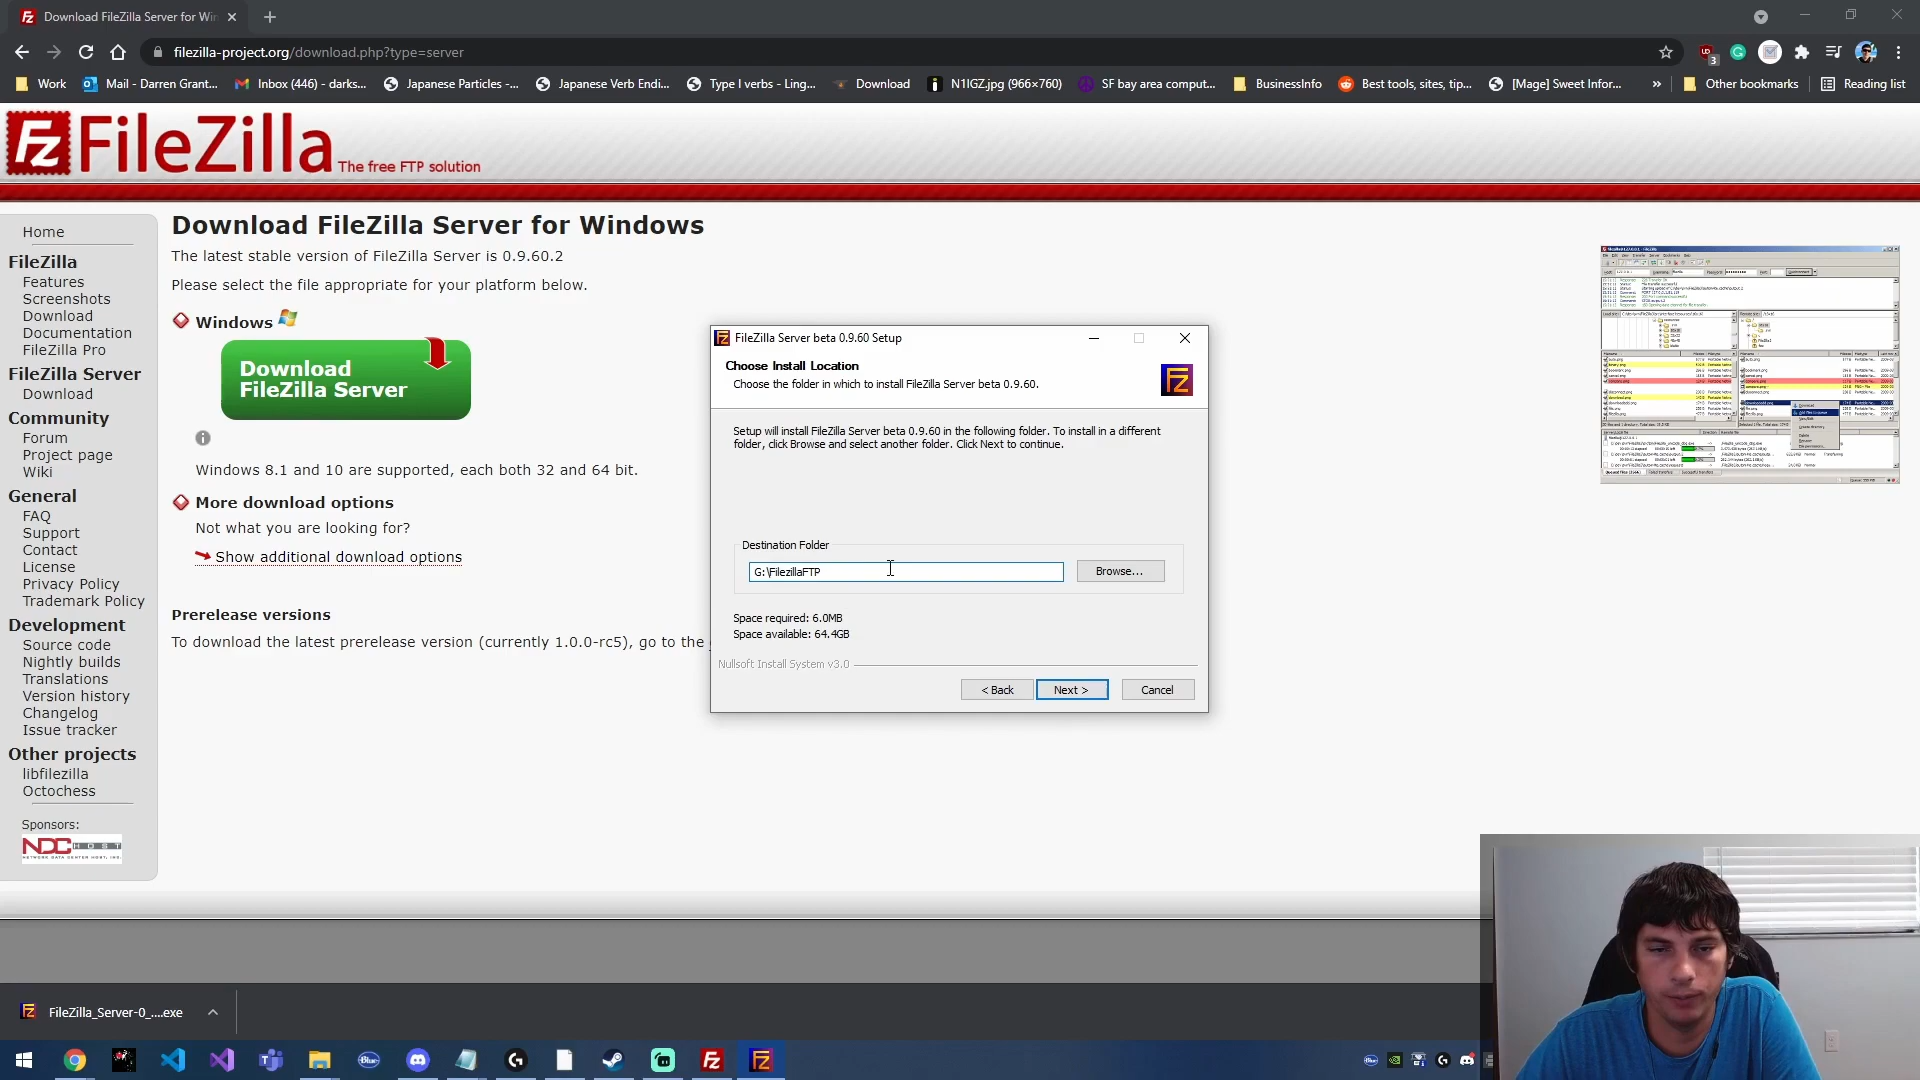 Download FileZilla Server for Win
filezilla-project.org/download.php?type=server
3
Work
Mail - Darren Grant...
Inbox (446) - darks...
Japanese Particles -...
Japanese Verb Endi...
Type I verbs - Ling...
Download
N1IGZ.jpg (966×760)
SF bay area comput...
BusinessInfo
Best tools, sites, tip...
[Mage] Sweet Infor...
»
Other bookmarks
Reading list
FileZilla
The free FTP solution
Home
FileZilla
Features
Screenshots
Download
Documentation
FileZilla Pro
FileZilla Server
Download
Community
Forum
Project page
Wiki
General
FAQ
Support
Contact
License
Privacy Policy
Trademark Policy
Development
Source code
Nightly builds
Translations
Version history
Changelog
Issue tracker
Other projects
libfilezilla
Octochess
Sponsors:
NDC HOST
Download FileZilla Server for Windows
The latest stable version of FileZilla Server is 0.9.60.2
Please select the file appropriate for your platform below.
Windows
Download
FileZilla Server
Windows 8.1 and 10 are supported, each both 32 and 64 bit.
More download options
Not what you are looking for?
Show additional download options
Prerelease versions
To download the latest prerelease version (currently 1.0.0-rc5), go to the
FileZilla Server beta 0.9.60 Setup
Choose Install Location
Choose the folder in which to install FileZilla Server beta 0.9.60.
Setup will install FileZilla Server beta 0.9.60 in the following folder. To install in a different
folder, click Browse and select another folder. Click Next to continue.
Destination Folder
G:\FilezillaFTP
Browse...
Space required: 6.0MB
Space available: 64.4GB
Nullsoft Install System v3.0
< Back
Next >
Cancel
FileZilla_Server-0_....exe
Blue